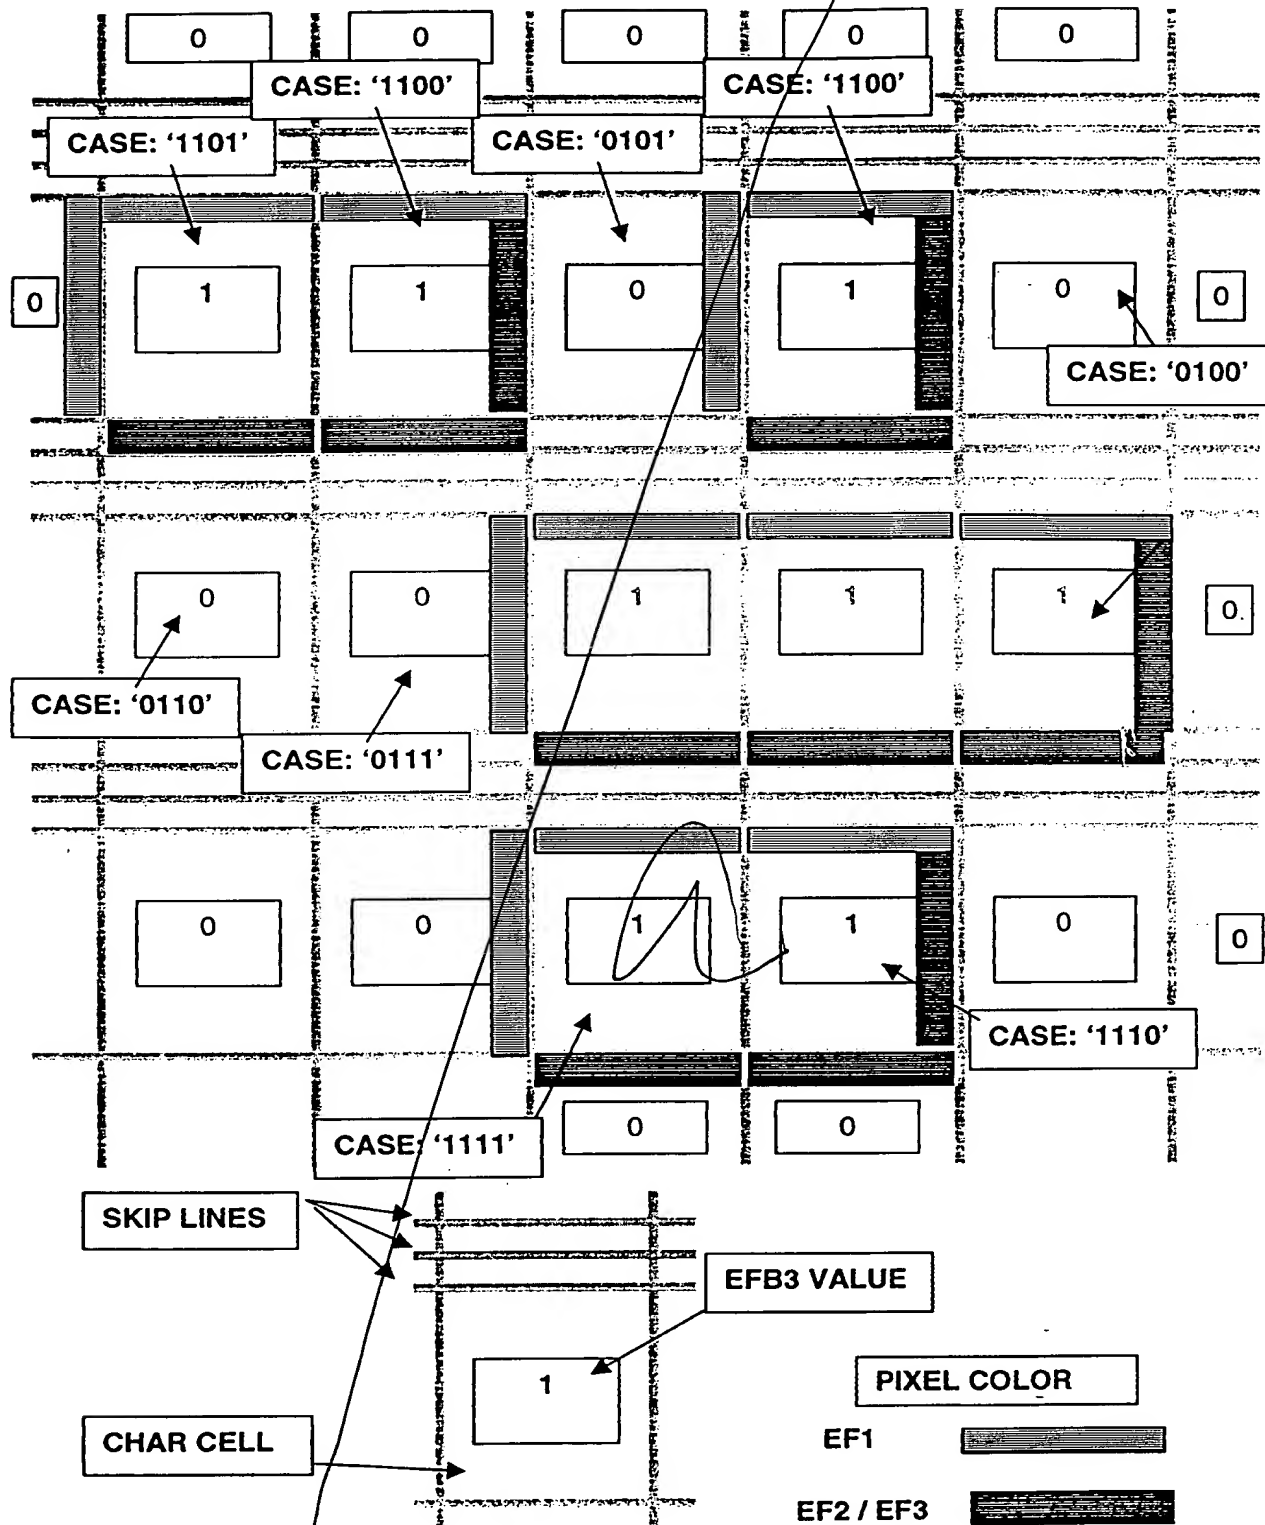 0 0 0 0 0
CASE: '1100' CASE: '1100'
CASE: '1101' CASE: '0101'
0 1 1 0 1 0 0
CASE: '0100'
0 0 1 1 1 0.
CASE: '0110'
CASE: '0111'
0 0 1 1 0 0
CASE: '1110'
CASE: '1111' 0 0
SKIP LINES
EFB3 VALUE
1
PIXEL COLOR
CHAR CELL
EF1
EF2 / EF3